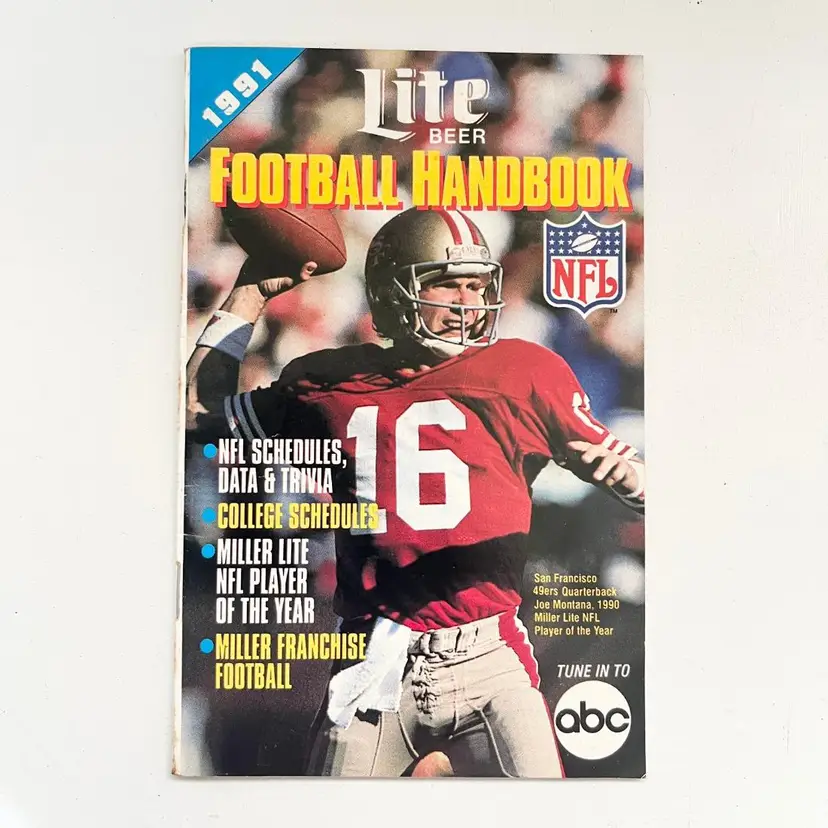 1991
Lite
BEER
FOOTBALL HANDBOOK
NFL
TM
16
• NFL SCHEDULES,
DATA & TRIVIA
• COLLEGE SCHEDULES
• MILLER LITE
NFL PLAYER
OF THE YEAR
• MILLER FRANCHISE
FOOTBALL
San Francisco
49ers Quarterback
Joe Montana, 1990
Miller Lite NFL
Player of the Year
TUNE IN TO
abc